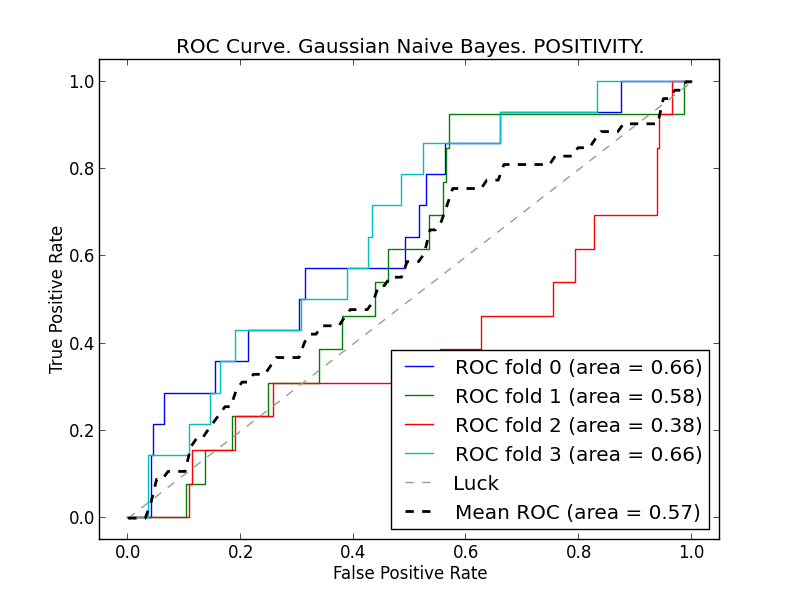 ROC Curve. Gaussian Naive Bayes. POSITIVITY.
1.0
0.8
0.6
0.4
0.2
0.0
True Positive Rate
ROC fold 0 (area = 0.66)
ROC fold 1 (area = 0.58)
ROC fold 2 (area = 0.38)
ROC fold 3 (area = 0.66)
Luck
Mean ROC (area = 0.57)
0.0 0.2 0.4 0.6 0.8 1.0
False Positive Rate